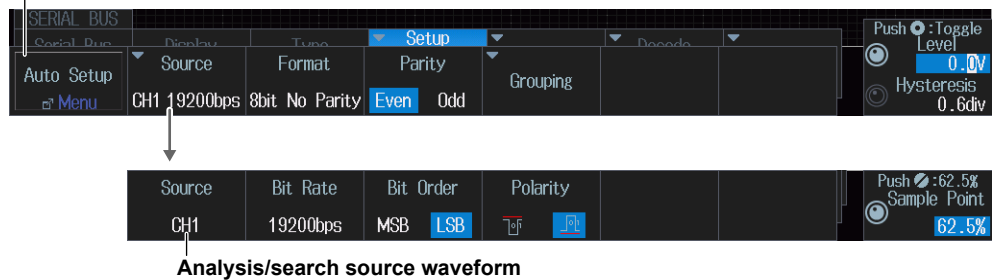 SERIAL BUS
Serial Bus Display Type Setup Decode
Auto Setup
Menu
Source Format Parity Grouping
CH1 19200bps 8bit No Parity Even Odd
Push :Toggle
Level
0.0V
Hysteresis
0.6div
Source Bit Rate Bit Order Polarity
CH1 19200bps MSB LSB
Push :62.5%
Sample Point
62.5%
Analysis/search source waveform